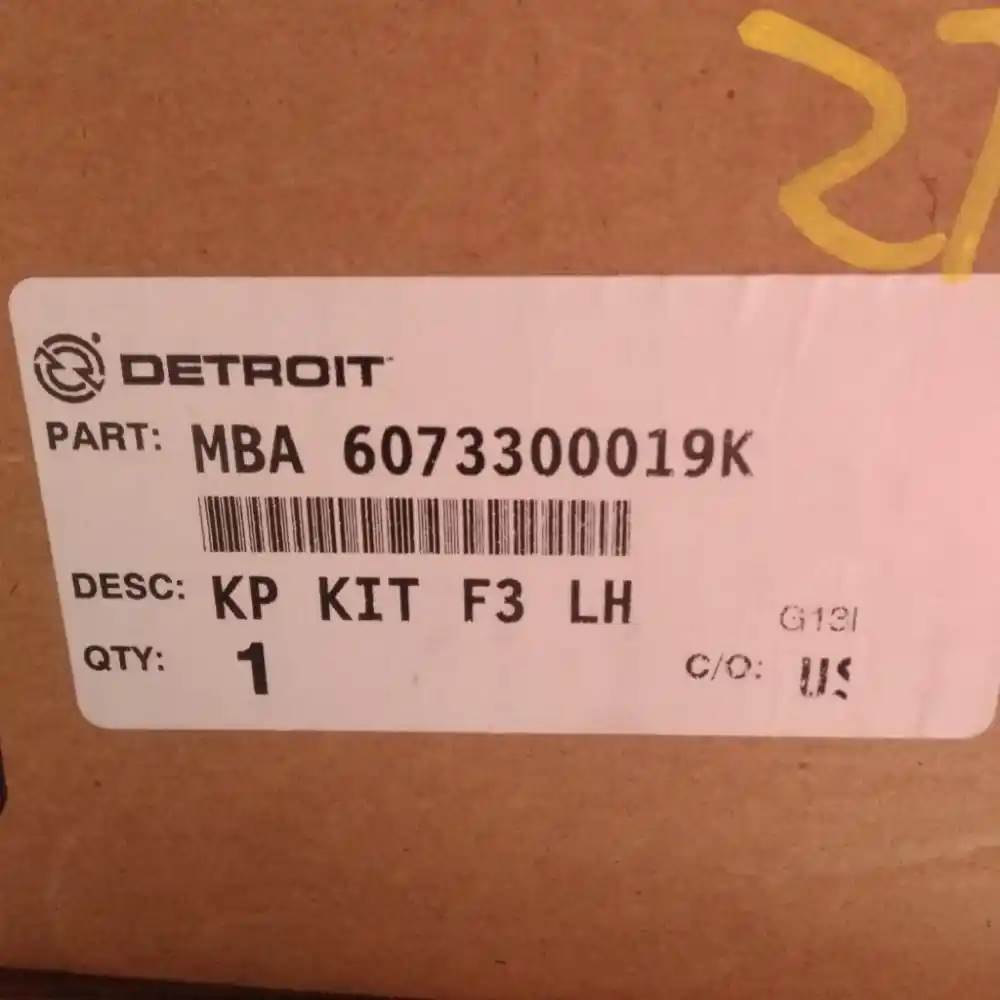 DETROIT
PART: MBA 6073300019K
DESC: KP KIT F3 LH
G13I
QTY: 1
C/O: US